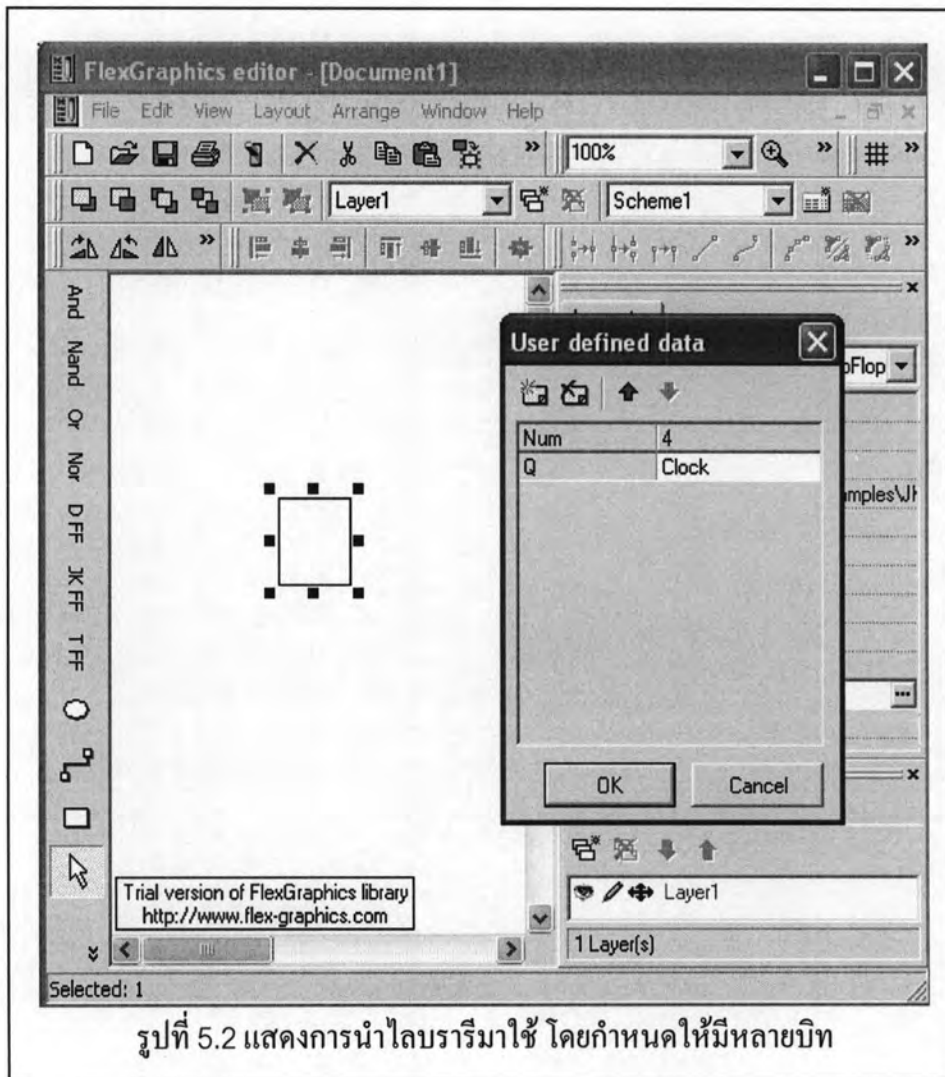 FlexGraphics editor - [Document1]
File Edit View Layout Arrange Window Help
100%
Layer1
Scheme1
And
Nand
Or
Nor
D FF
JK FF
T FF
User defined data
Num 4
Q Clock
OK
Cancel
Trial version of FlexGraphics library
http://www.flex-graphics.com
Layer1
1 Layer(s)
Selected: 1
รูปที่ 5.2 แสดงการนำไลบรารีมาใช้ โดยกำหนดให้มีหลายบิท